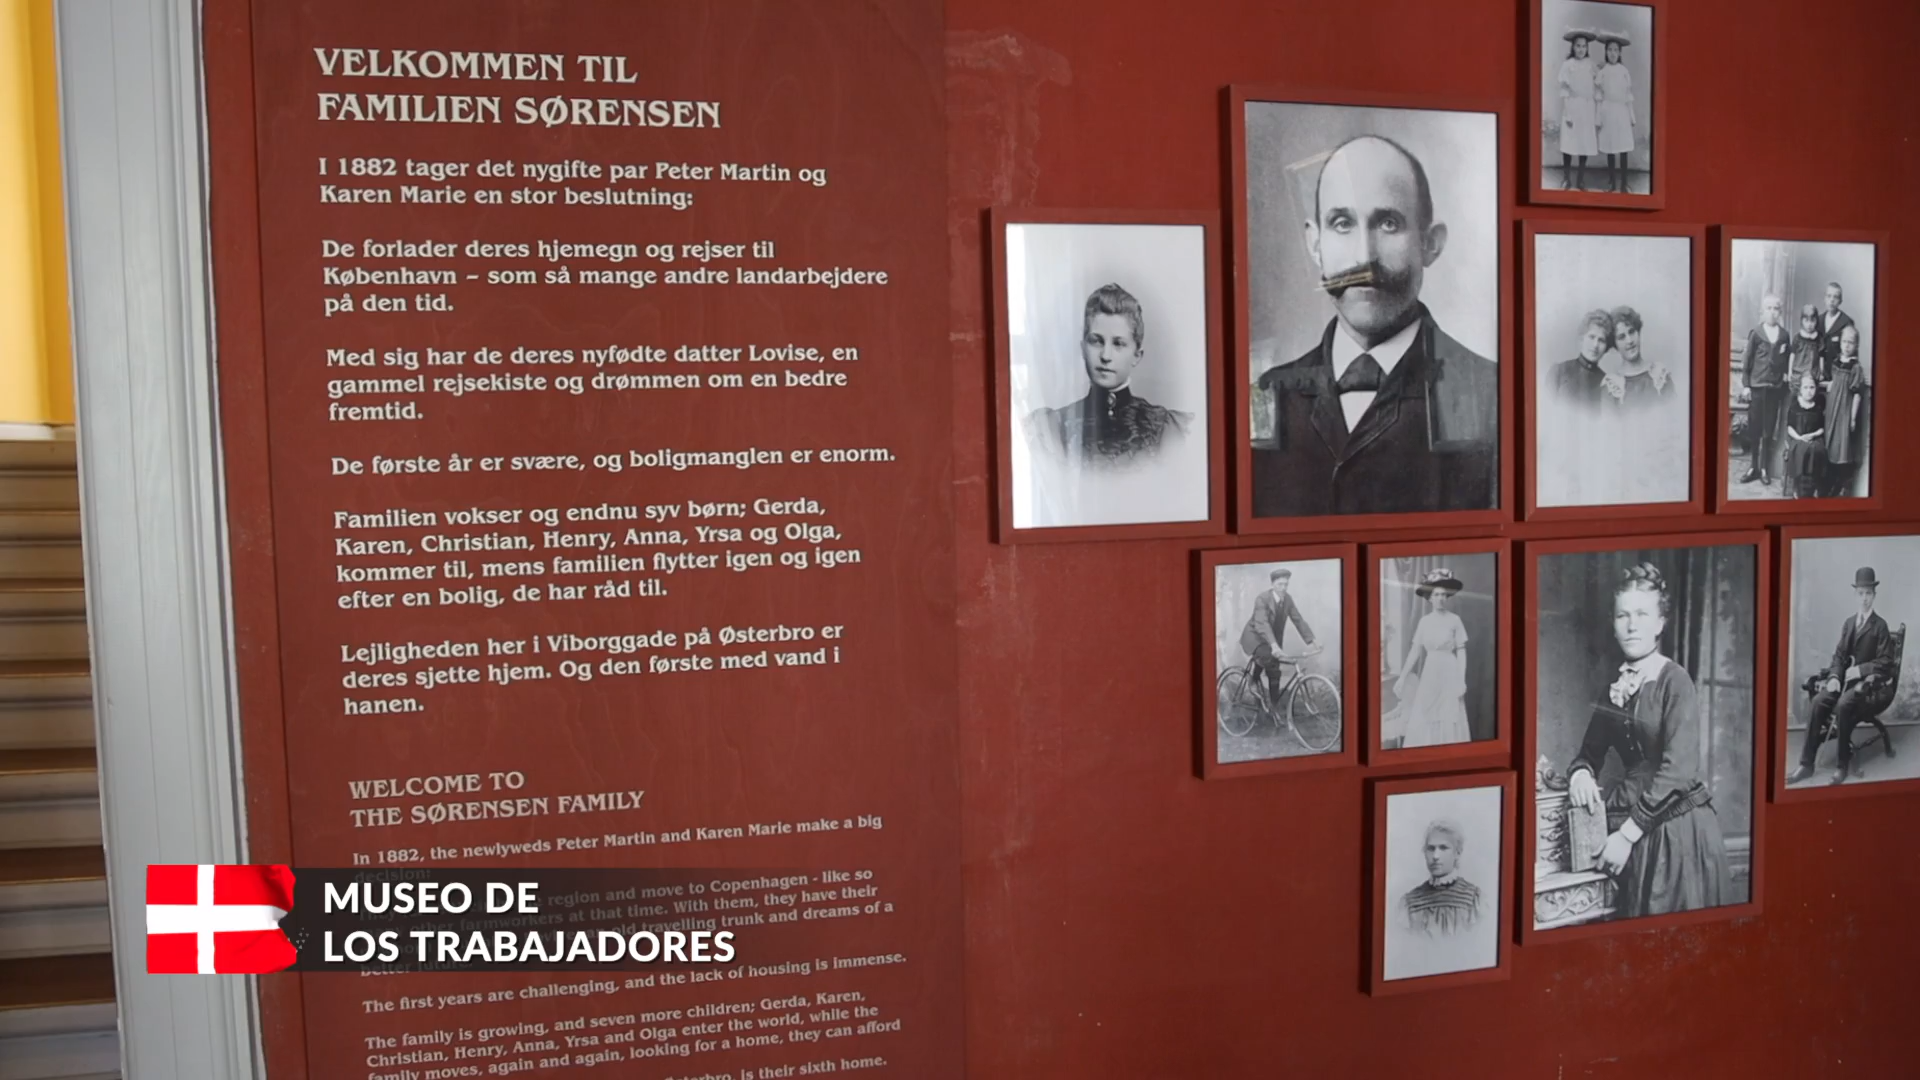 VELKOMMEN TIL
FAMILIEN SØRENSEN
I 1882 tager det nygifte par Peter Martin og
Karen Marie en stor beslutning:
De forlader deres hjemegn og rejser til
København – som så mange andre landarbejdere
på den tid.
Med sig har de deres nyfødte datter Lovise, en
gammel rejsekiste og drømmen om en bedre
fremtid.
De første år er svære, og boligmanglen er enorm.
Familien vokser og endnu syv børn; Gerda,
Karen, Christian, Henry, Anna, Yrsa og Olga,
kommer til, mens familien flytter igen og igen
efter en bolig, de har råd til.
Lejligheden her i Viborggade på Østerbro er
deres sjette hjem. Og den første med vand i
hanen.
WELCOME TO
THE SØRENSEN FAMILY
In 1882, the newlyweds Peter Martin and Karen Marie make a big
decision:
region and move to Copenhagen - like so
other farmworkers at that time. With them, they have their
old travelling trunk and dreams of a
better
The first years are challenging, and the lack of housing is immense.
The family is growing, and seven more children; Gerda, Karen,
Christian, Henry, Anna, Yrsa and Olga enter the world, while the
family moves, again and again, looking for a home, they can afford
is their sixth home.
MUSEO DE
LOS TRABAJADORES